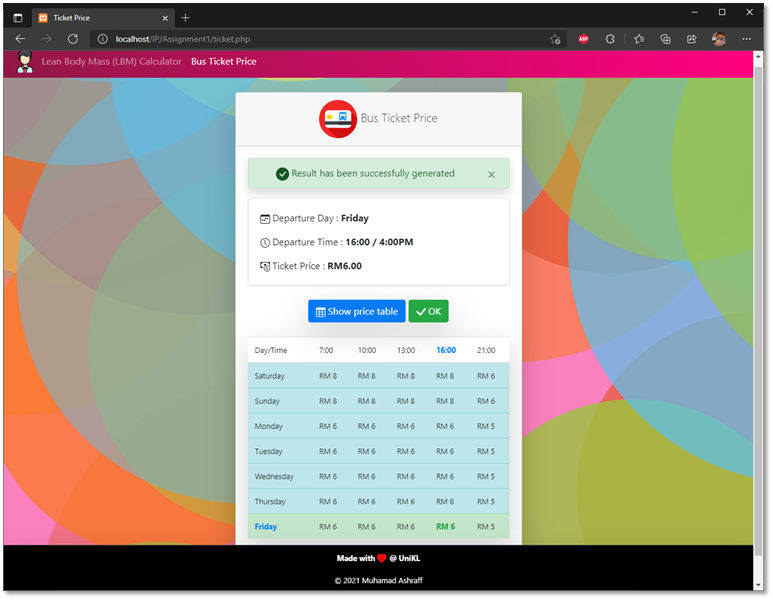 Ticket Price
localhost/IP/Assignment1/ticket.php
ABP
Lean Body Mass (LBM) Calculator Bus Ticket Price
Bus Ticket Price
Result has been successfully generated
Departure Day : Friday
Departure Time : 16:00 / 4:00PM
Ticket Price : RM6.00
Show price table OK
Day/Time 7:00 10:00 13:00 16:00 21:00
Saturday RM 8 RM 8 RM 8 RM 8 RM 6
Sunday RM 8 RM 8 RM 8 RM 8 RM 6
Monday RM 6 RM 6 RM 6 RM 6 RM 5
Tuesday RM 6 RM 6 RM 6 RM 6 RM 5
Wednesday RM 6 RM 6 RM 6 RM 6 RM 5
Thursday RM 6 RM 6 RM 6 RM 6 RM 5
Friday RM 6 RM 6 RM 6 RM 6 RM 5
Made with ❤ @ UniKL
© 2021 Muhamad Ashraff